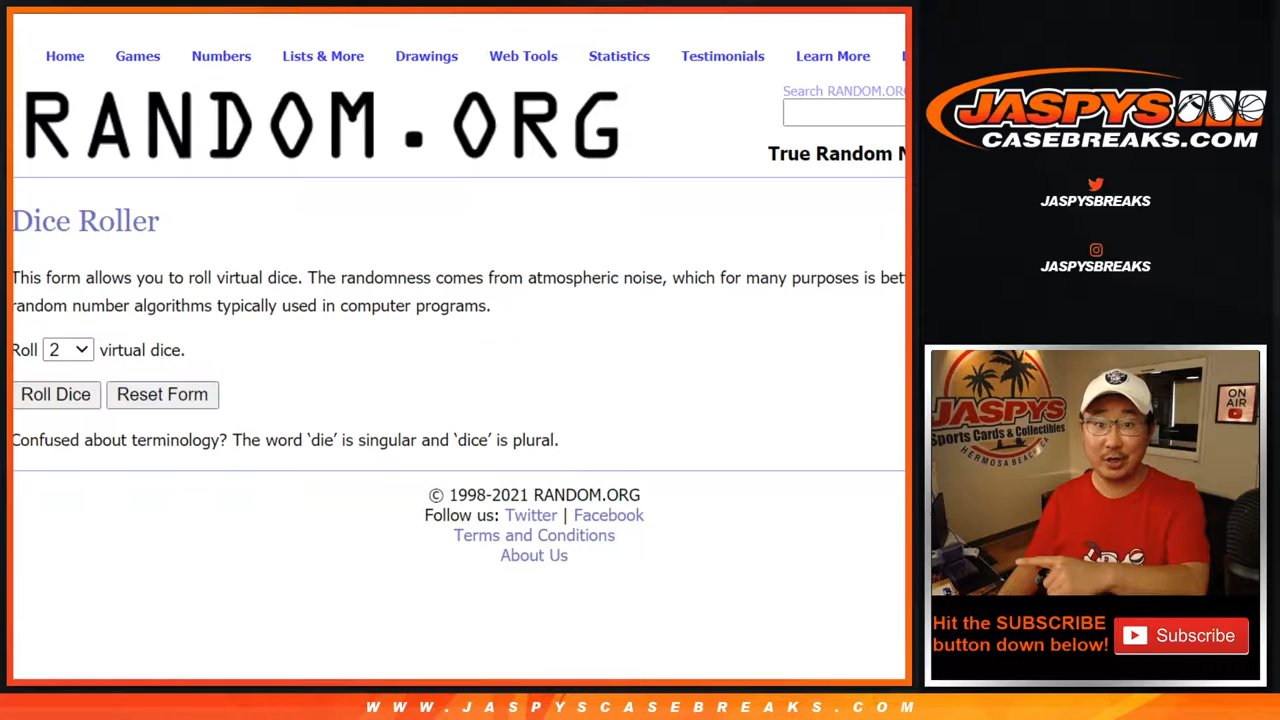 Home Games Numbers Lists & More Drawings Web Tools Statistics Testimonials Learn More
RANDOM.ORG
Search RANDOM.ORG
True Random N
Dice Roller
This form allows you to roll virtual dice. The randomness comes from atmospheric noise, which for many purposes is bet
random number algorithms typically used in computer programs.
Roll 2 virtual dice.
Roll Dice Reset Form
Confused about terminology? The word ‘die’ is singular and ‘dice’ is plural.
© 1998-2021 RANDOM.ORG
Follow us: Twitter | Facebook
Terms and Conditions
About Us
JASPYS
CASEBREAKS.COM
JASPYSBREAKS
JASPYSBREAKS
JASPYS
Sports Cards & Collectibles
HERMOSA BEACH, CA
ON
AIR
Hit the SUBSCRIBE
button down below!
Subscribe
WWW.JASPYSCASEBREAKS.COM